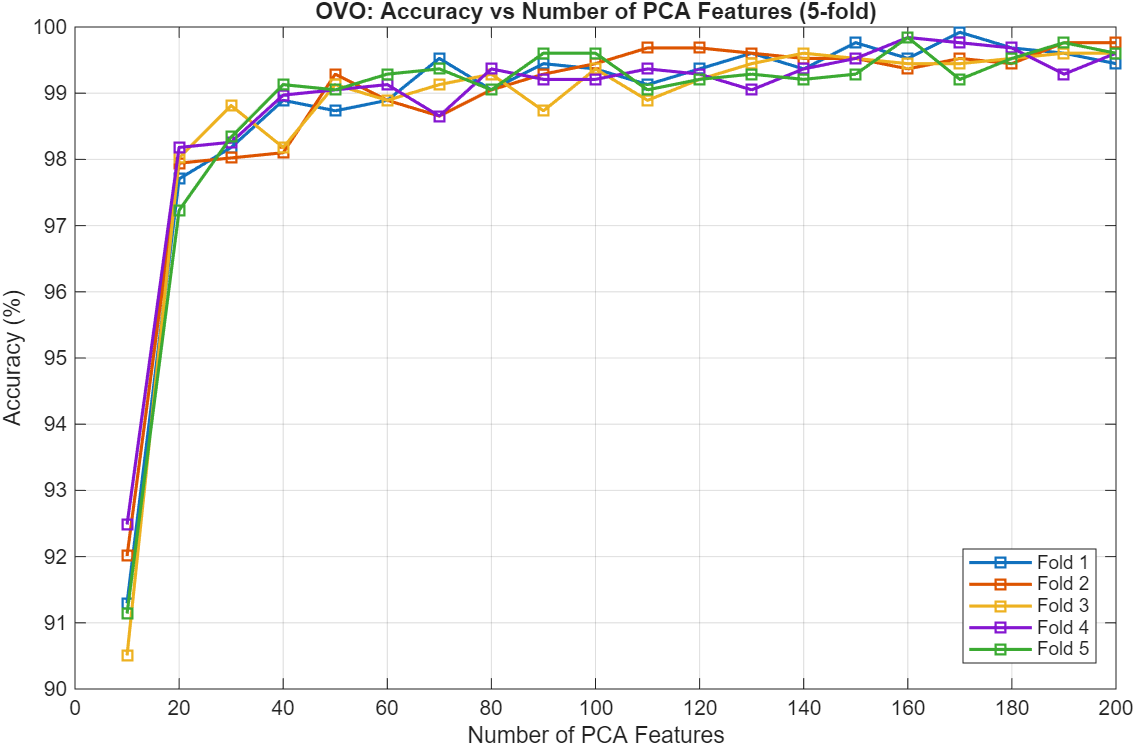 OVO: Accuracy vs Number of PCA Features (5-fold)
100
99
98
97
96
95
94
93
92
91
90
Accuracy (%)
0 20 40 60 80 100 120 140 160 180 200
Number of PCA Features
Fold 1
Fold 2
Fold 3
Fold 4
Fold 5